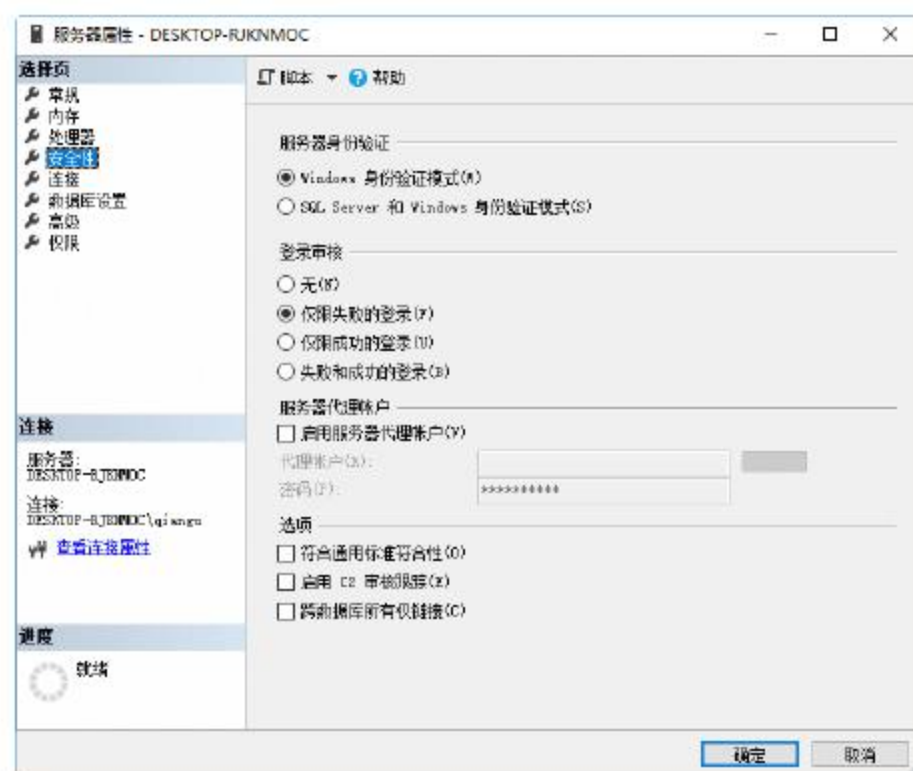 服务器属性 - DESKTOP-RJKNMOC
选择页
常规
内存
处理器
安全性
连接
数据库设置
高级
权限
脚本
帮助
服务器身份验证
Windows 身份验证模式(W)
SQL Server 和 Windows 身份验证模式(S)
登录审核
无(N)
仅限失败的登录(F)
仅限成功的登录(U)
失败和成功的登录(B)
服务器代理帐户
启用服务器代理帐户(V)
代理帐户(X):
密码(P):
**********
选项
符合通用标准符合性(O)
启用 C2 审核跟踪(E)
跨数据库所有权链接(C)
连接
服务器:
DESKTOP-RJKNMOC
连接:
查看连接属性
进度
就绪
确定
取消